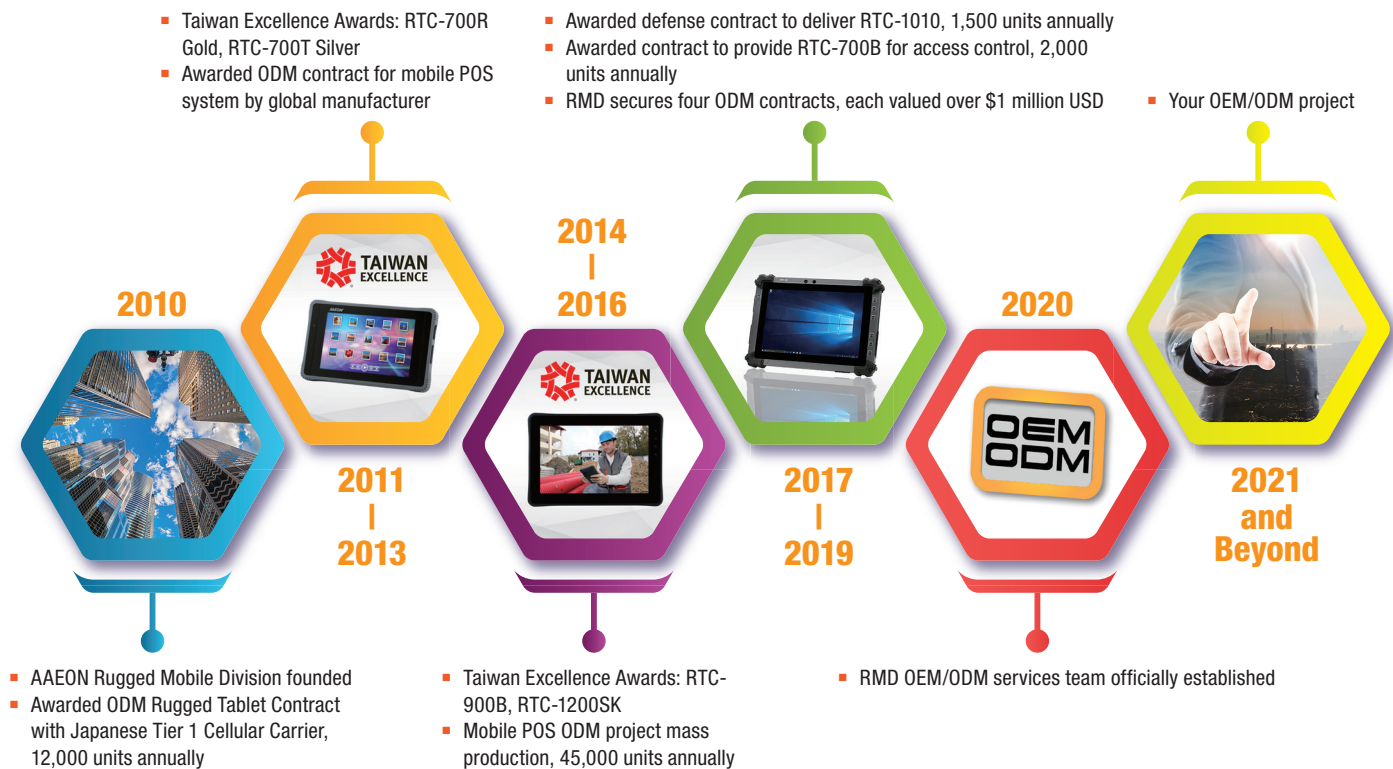 Taiwan Excellence Awards: RTC-700R
Gold, RTC-700T Silver
Awarded ODM contract for mobile POS
system by global manufacturer
Awarded defense contract to deliver RTC-1010, 1,500 units annually
Awarded contract to provide RTC-700B for access control, 2,000
units annually
RMD secures four ODM contracts, each valued over $1 million USD
Your OEM/ODM project
2010
TAIWAN
EXCELLENCE
AAEON
2011
2013
2014
2016
TAIWAN
EXCELLENCE
2017
2019
2020
OEM
ODM
2021
and
Beyond
AAEON Rugged Mobile Division founded
Awarded ODM Rugged Tablet Contract
with Japanese Tier 1 Cellular Carrier,
12,000 units annually
Taiwan Excellence Awards: RTC-
900B, RTC-1200SK
Mobile POS ODM project mass
production, 45,000 units annually
RMD OEM/ODM services team officially established